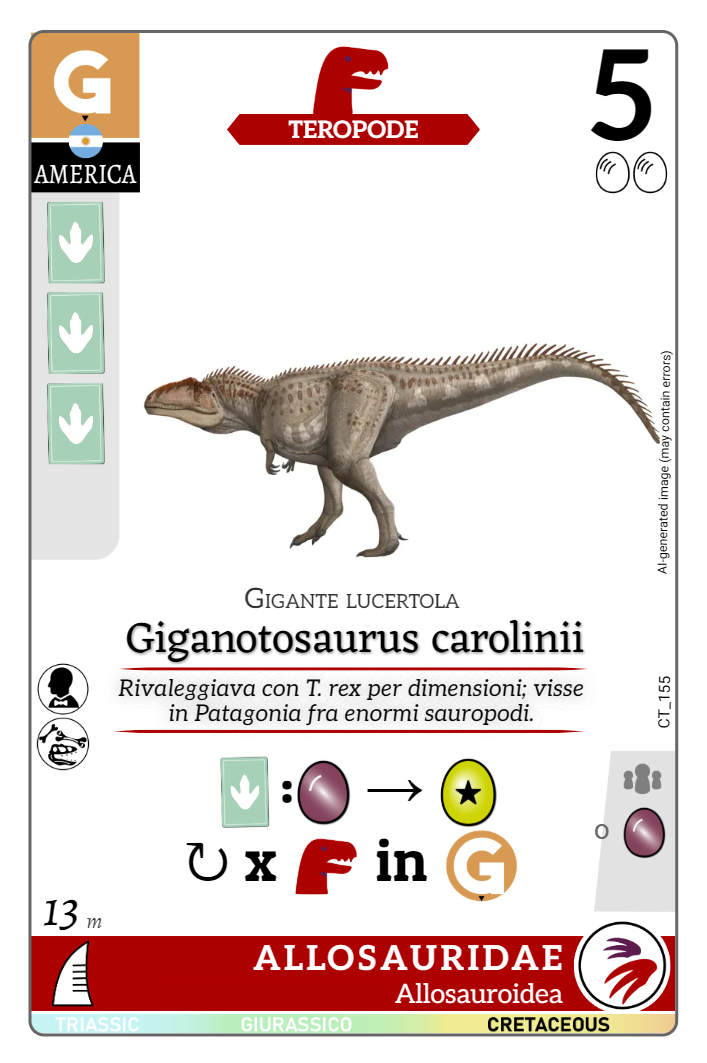 G
AMERICA
TEROPODE
5
AI-generated image (may contain errors)
GIGANTE LUCERTOLA
Giganotosaurus carolinii
Rivaleggiava con T. rex per dimensioni; visse
in Patagonia fra enormi sauropodi.
CT_155
: →
↻ x in G
o
13 m
ALLOSAURIDAE
Allosauroidea
TRIASSIC GIURASSICO CRETACEOUS